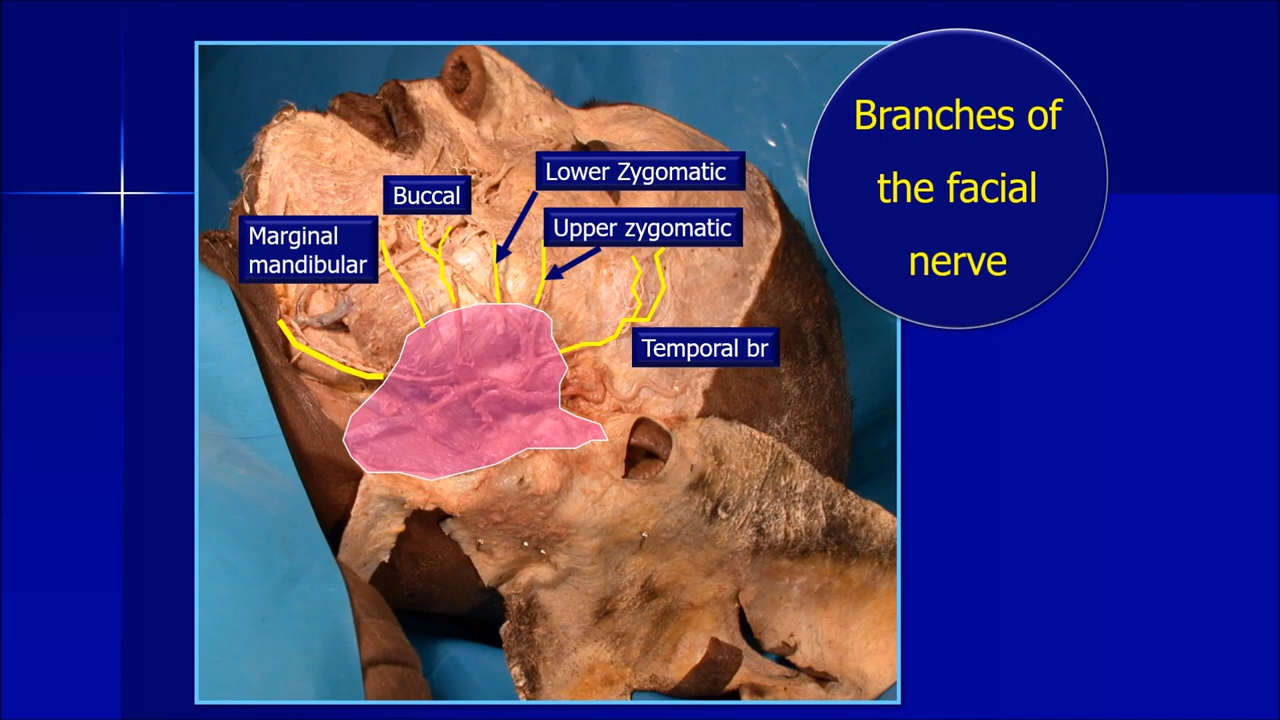 Branches of
the facial
nerve
Lower Zygomatic
Buccal
Upper zygomatic
Marginal
mandibular
Temporal br